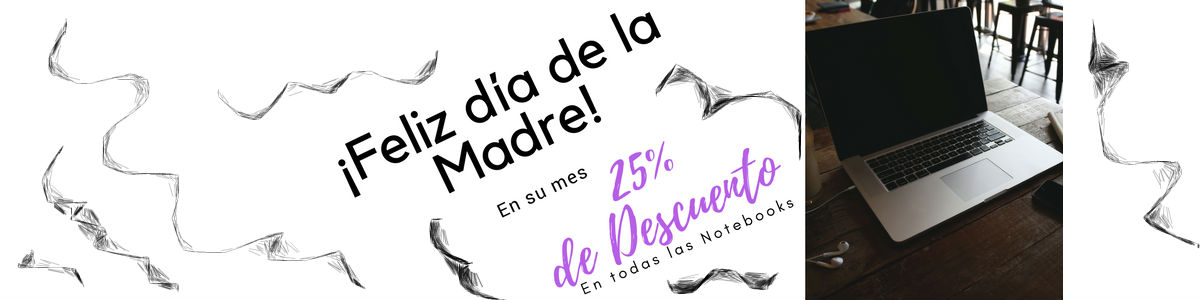 ¡Feliz día de la
Madre!
En su mes
25%
de Descuento
En todas las Notebooks